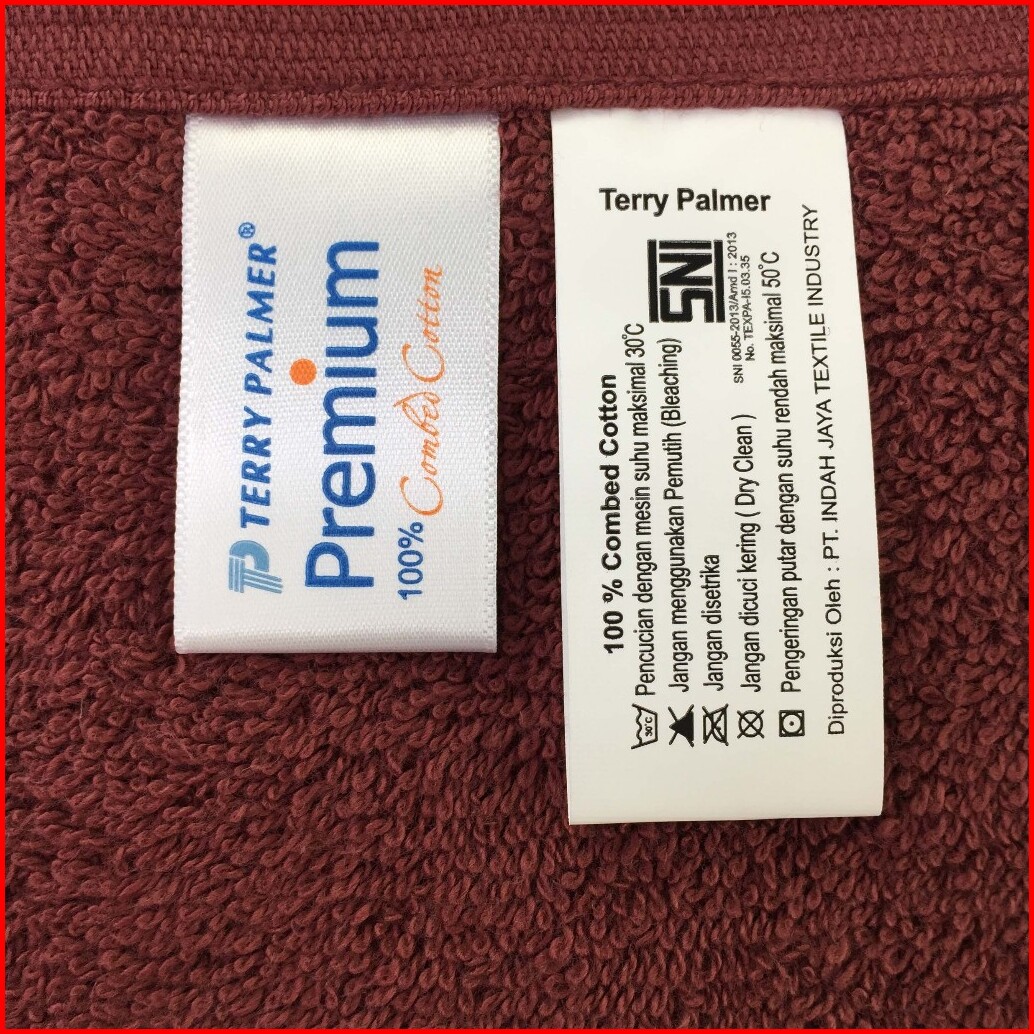 TP TERRY PALMER®
Premium
100% Combed Cotton
Terry Palmer
SNI
SNI 0055-2013/Amd I : 2013
No. TEXPA-I5.03.35
100 % Combed Cotton
30°C Pencucian dengan mesin suhu maksimal 30°C
Jangan menggunakan Pemutih (Bleaching)
Jangan disetrika
Jangan dicuci kering ( Dry Clean )
Pengeringan putar dengan suhu rendah maksimal 50°C
Diproduksi Oleh : PT. INDAH JAYA TEXTILE INDUSTRY